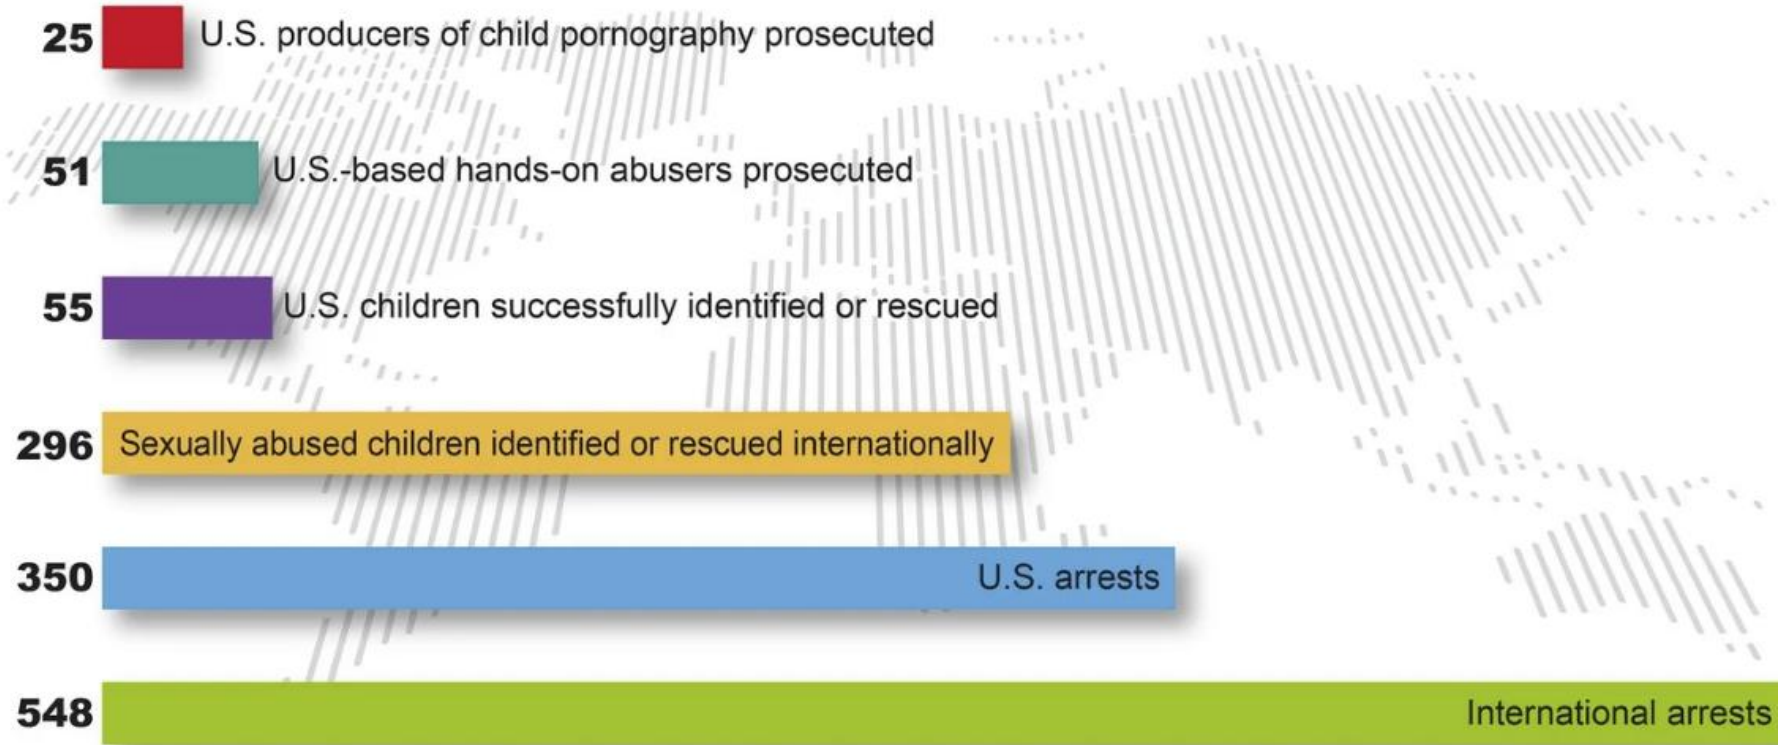 25 U.S. producers of child pornography prosecuted
51 U.S.-based hands-on abusers prosecuted
55 U.S. children successfully identified or rescued
296 Sexually abused children identified or rescued internationally
350 U.S. arrests
548 International arrests